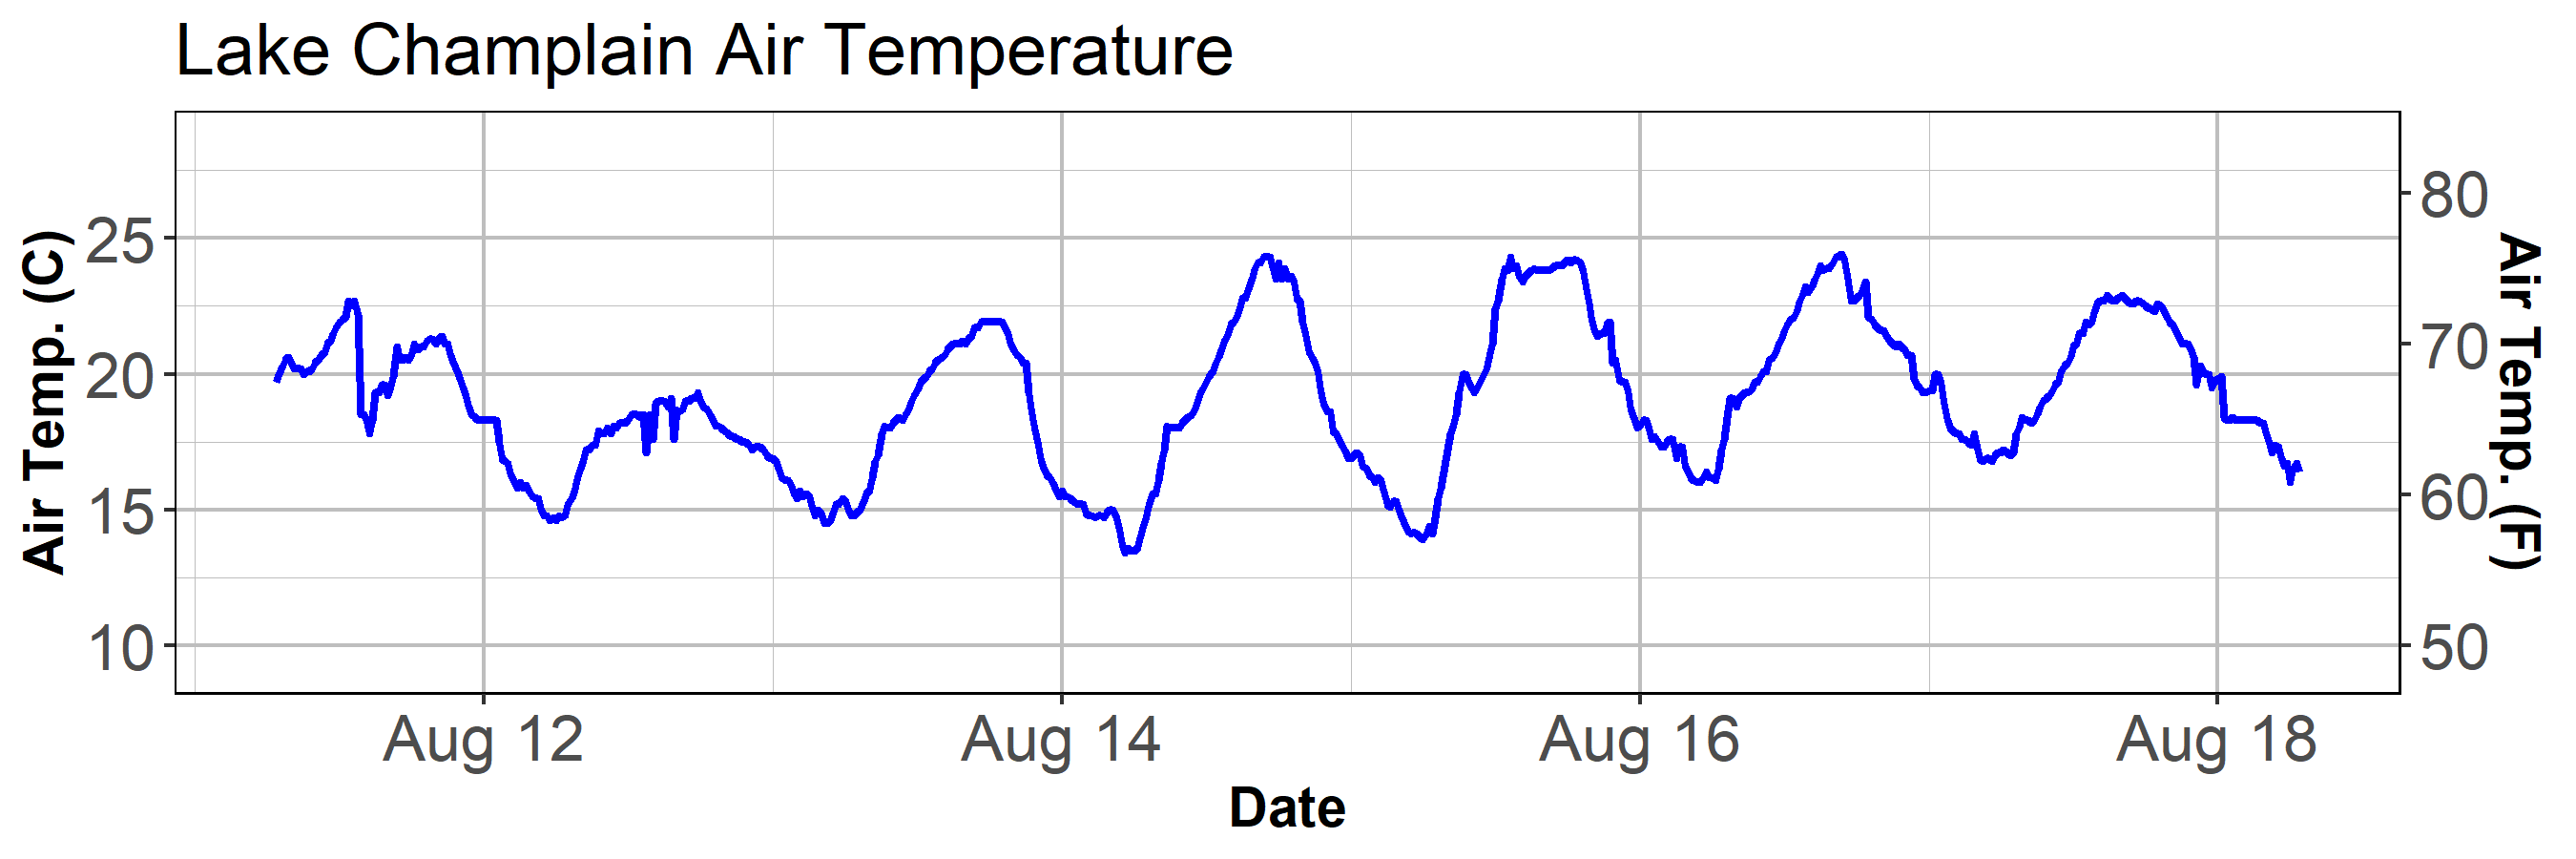 Lake Champlain Air Temperature
Air Temp. (C)
25
20
15
10
80
70
60
50
Air Temp. (F)
Aug 12 Aug 14 Aug 16 Aug 18
Date